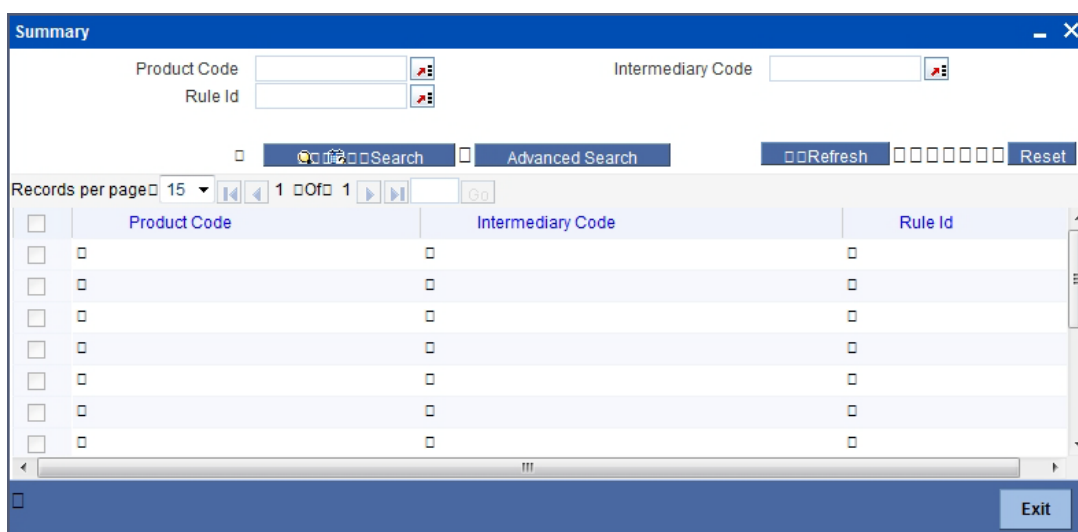 Summary
Product Code Intermediary Code
Rule Id
Search Advanced Search Refresh Reset
Records per page 15 1 Of 1 Go
Product Code Intermediary Code Rule Id
Exit